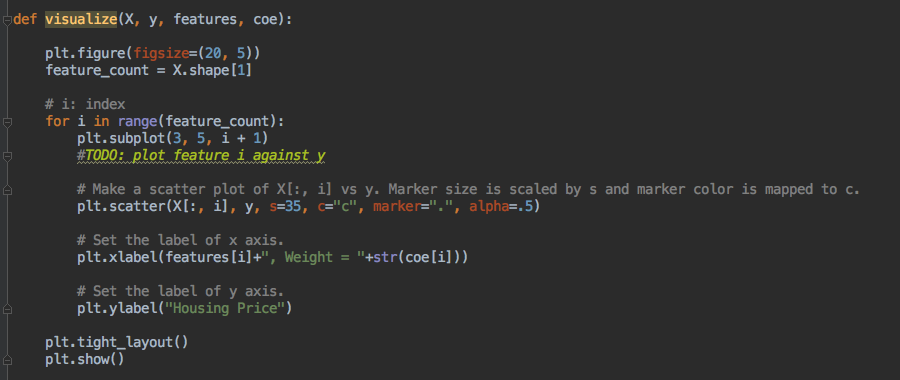 def visualize(X, y, features, coe):
plt.figure(figsize=(20, 5))
feature_count = X.shape[1]
# i: index
for i in range(feature_count):
plt.subplot(3, 5, i + 1)
#TODO: plot feature i against y
# Make a scatter plot of X[:, i] vs y. Marker size is scaled by s and marker color is mapped to c.
plt.scatter(X[:, i], y, s=35, c="c", marker=".", alpha=.5)
# Set the label of x axis.
plt.xlabel(features[i]+", Weight = "+str(coe[i]))
# Set the label of y axis.
plt.ylabel("Housing Price")
plt.tight_layout()
plt.show()